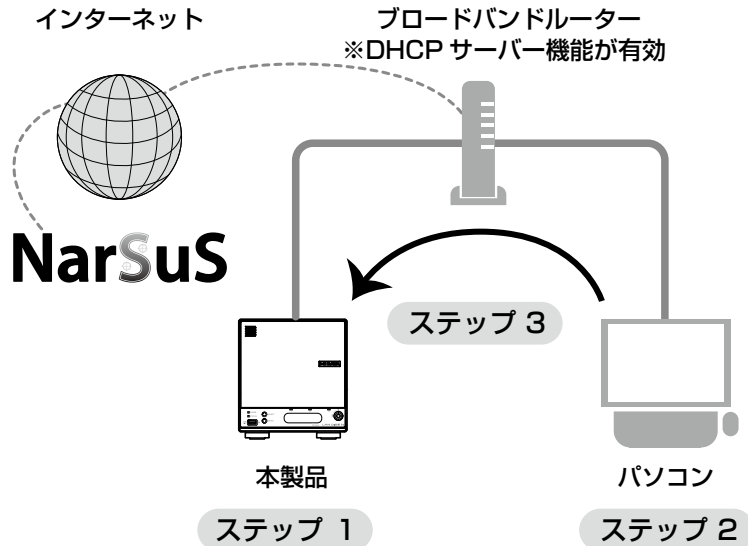 インターネット
ブロードバンドルーター
※DHCP サーバー機能が有効
NarSuS
ステップ 3
本製品
パソコン
ステップ 1
ステップ 2